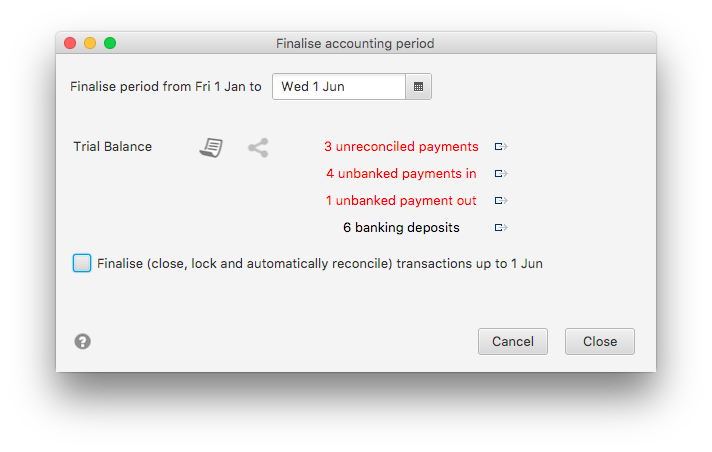 Finalise accounting period
Finalise period from Fri 1 Jan to Wed 1 Jun
Trial Balance 3 unreconciled payments
4 unbanked payments in
1 unbanked payment out
6 banking deposits
Finalise (close, lock and automatically reconcile) transactions up to 1 Jun
? Cancel Close